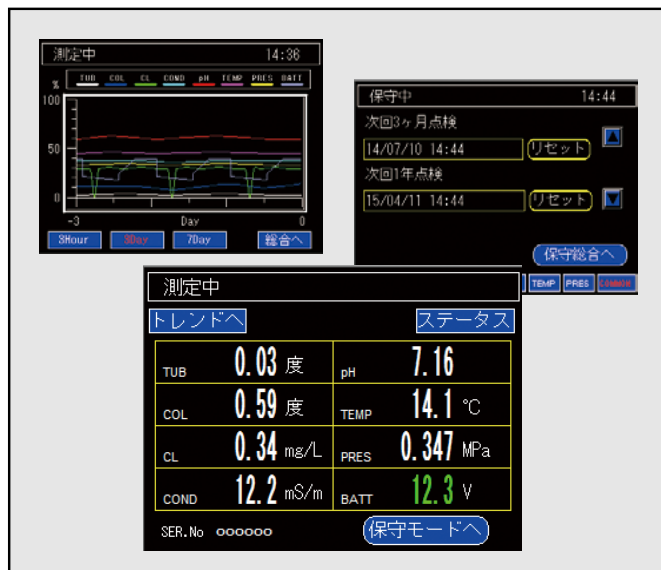 測定中 14:36
% TUB COL CL COND pH TEMP PRES BATT
100
50
0
-3 Day 0
3Hour 3Day 7Day 総合へ
保守中 14:44
次回3ヶ月点検
14/07/10 14:44 リセット
次回1年点検
15/04/11 14:44 リセット
保守総合へ
TEMP PRES COMMON
測定中
トレンドへ ステータス
TUB 0.03 度 pH 7.16
COL 0.59 度 TEMP 14.1 ℃
CL 0.34 mg/L PRES 0.347 MPa
COND 12.2 mS/m BATT 12.3 V
SER.No oooooo 保守モードへ